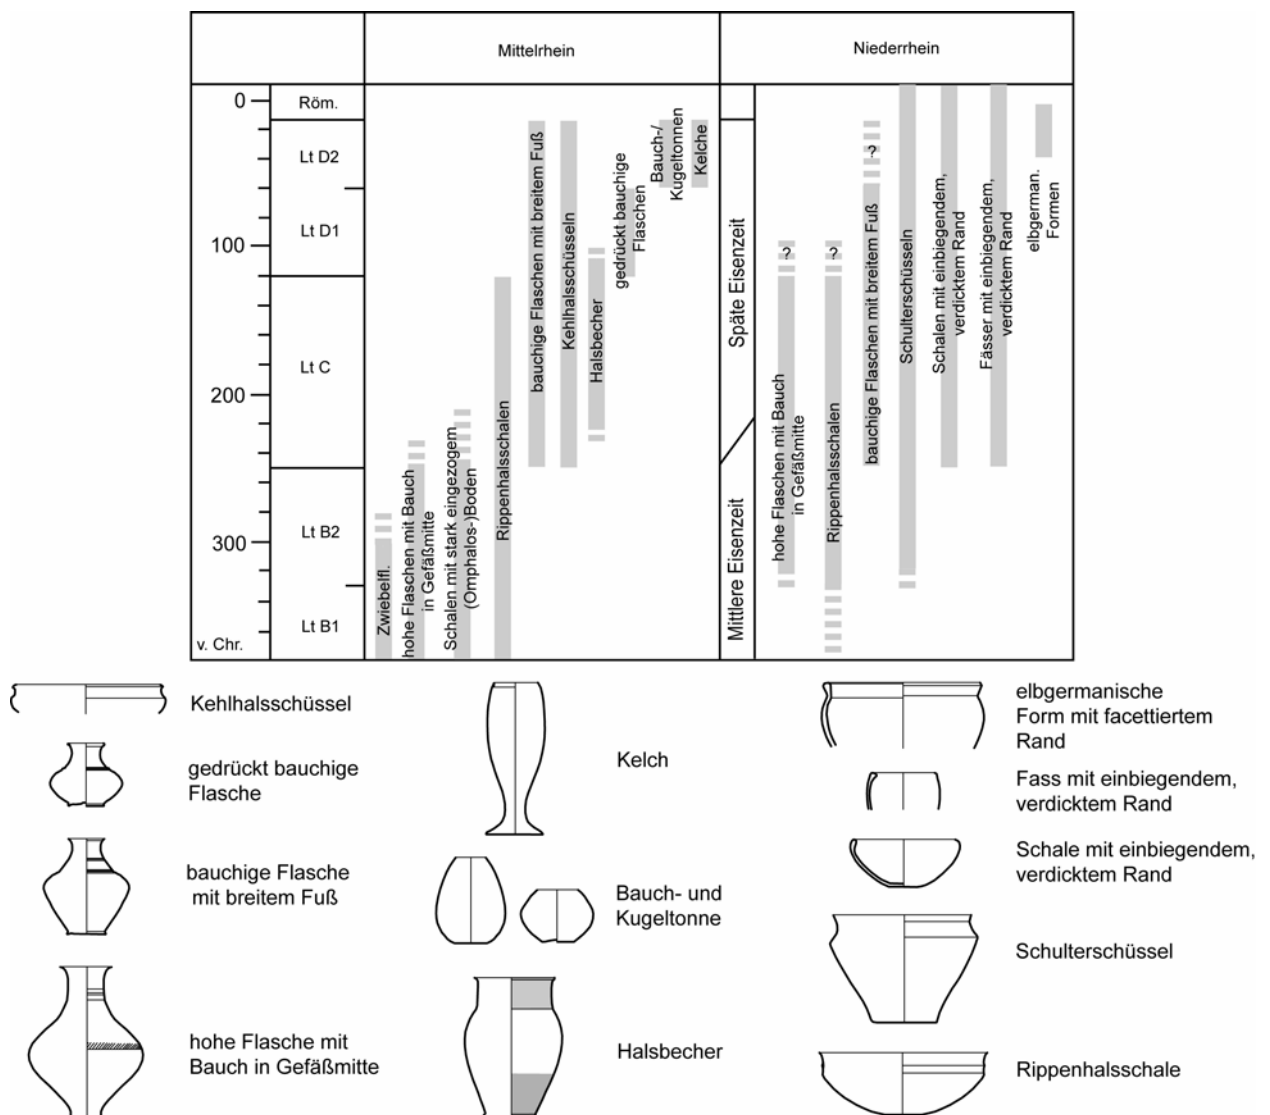 Mittelrhein
Niederrhein
0
100
200
300
v. Chr.
Röm.
Lt D2
Lt D1
Lt C
Lt B2
Lt B1
Zwiebelfl.
hohe Flaschen mit Bauch
in Gefäßmitte
Schalen mit stark eingezogem
(Omphalos-)Boden
Rippenhalsschalen
bauchige Flaschen mit breitem Fuß
Kehlhalsschüsseln
Halsbecher
gedrückt bauchige
Flaschen
Bauch-/
Kugeltonnen
Kelche
Späte Eisenzeit
Mittlere Eisenzeit
?
hohe Flaschen mit Bauch
in Gefäßmitte
?
Rippenhalsschalen
?
bauchige Flaschen mit breitem Fuß
Schulterschüsseln
Schalen mit einbiegendem,
verdicktem Rand
Fässer mit einbiegendem,
verdicktem Rand
elbgerman.
Formen
Kehlhalsschüssel
gedrückt bauchige
Flasche
bauchige Flasche
mit breitem Fuß
hohe Flasche mit
Bauch in Gefäßmitte
Kelch
Bauch- und
Kugeltonne
Halsbecher
elbgermanische
Form mit facettiertem
Rand
Fass mit einbiegendem,
verdicktem Rand
Schale mit einbiegendem,
verdicktem Rand
Schulterschüssel
Rippenhalsschale